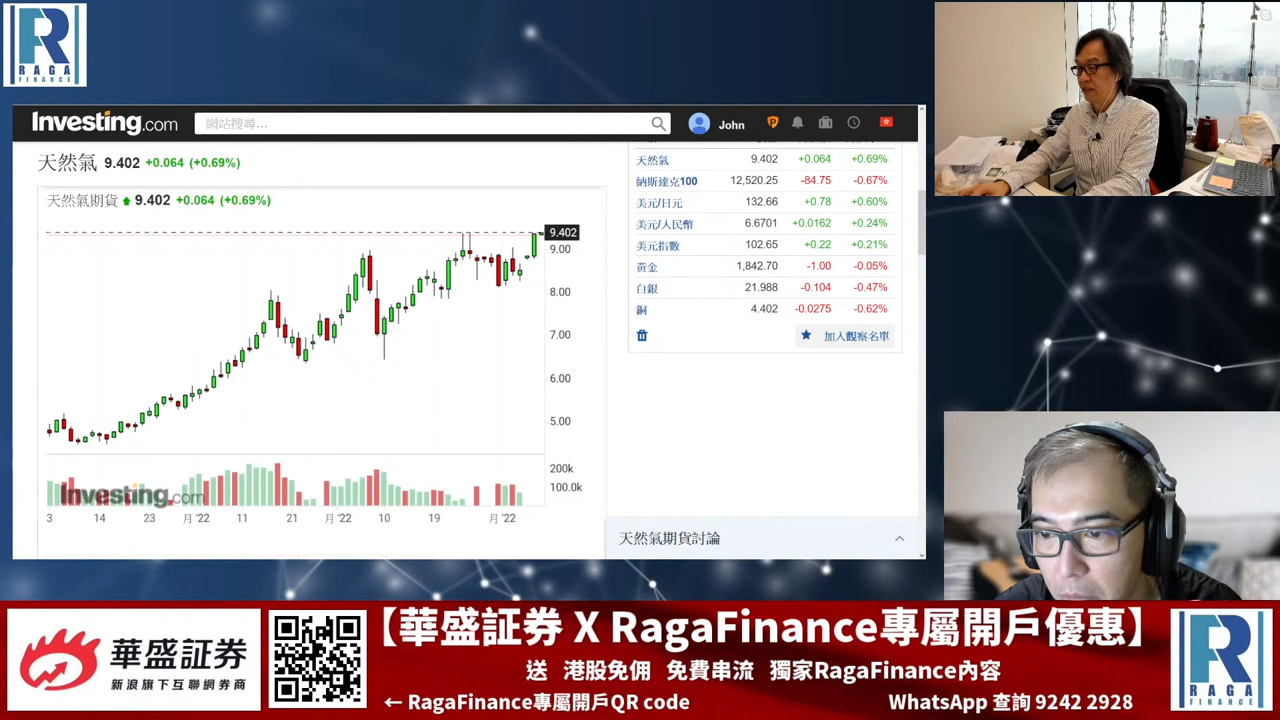 RAGA
FINANCE
Investing.com
網站搜尋...
John
天然氣 9.402 +0.064 (+0.69%)
天然氣期貨 9.402 +0.064 (+0.69%)
9.402
9.00
8.00
7.00
6.00
5.00
200k
100.0k
Investing.com
3 14 23 月 '22 11 21 月 '22 10 19 月 '22
天然氣 9.402 +0.064 +0.69%
納斯達克100 12,520.25 -84.75 -0.67%
美元/日元 132.66 +0.78 +0.60%
美元/人民幣 6.6701 +0.0162 +0.24%
美元指數 102.65 +0.22 +0.21%
黃金 1,842.70 -1.00 -0.05%
白銀 21.988 -0.104 -0.47%
銅 4.402 -0.0275 -0.62%
加入觀察名單
天然氣期貨討論
華盛証券
新浪旗下互聯網券商
【華盛証券 X RagaFinance專屬開戶優惠】
送 港股免佣 免費串流 獨家RagaFinance內容
← RagaFinance專屬開戶QR code
WhatsApp 查詢 9242 2928
RAGA
FINANCE